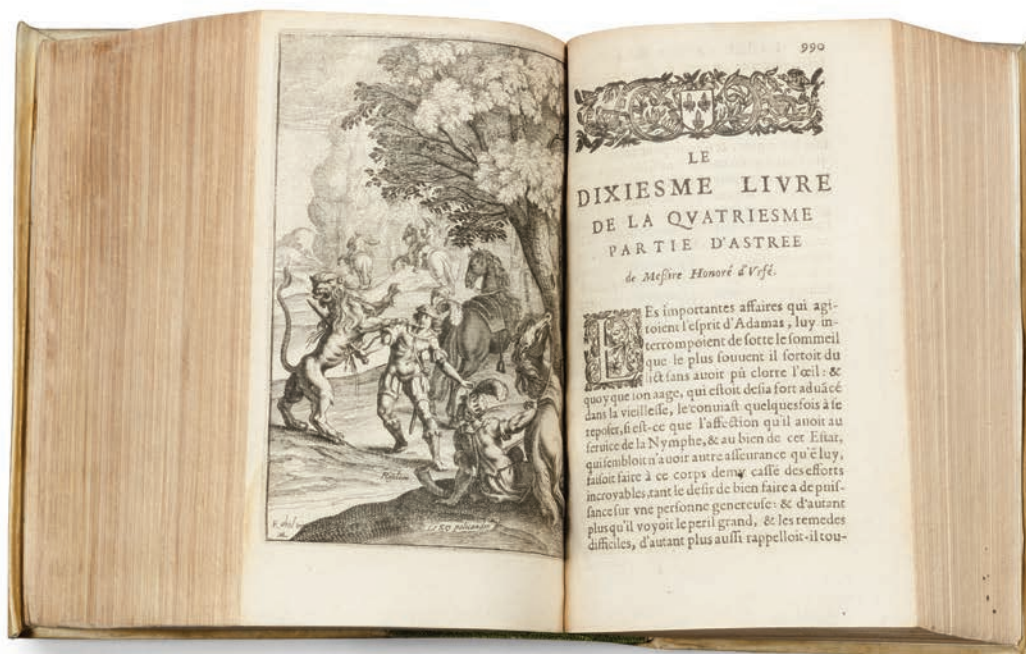 990
LE
DIXIESME LIVRE
DE LA QVATRIESME
PARTIE D'ASTREE
de Meſsire Honoré d'Vrfé.
LEs importantes affaires qui agi-
toient l'eſprit d'Adamas, luy in-
terrompoient de ſorte le ſommeil
que le plus ſouuent il ſortoit du
lict ſans auoir pû clorre l'œil: &
quoy que ſon aage, qui eſtoit deſia fort aduãcé
dans la vieilleſſe, le conuiaſt quelquesfois à ſe
repoſer, ſi eſt-ce que l'affection qu'il auoit au
ſeruice de la Nymphe, & au bien de cet Eſtat,
qui ſembloit n'auoir autre aſſeurance qu'ẽ luy,
faiſoit faire à ce corps demy caſſé des efforts
incroyables, tant le deſir de bien faire a de puiſ-
ſance ſur vne perſonne genereuſe: & d'autant
plus qu'il voyoit le peril grand, & les remedes
difficiles, d'autant plus auſſi rappelloit-il tou-